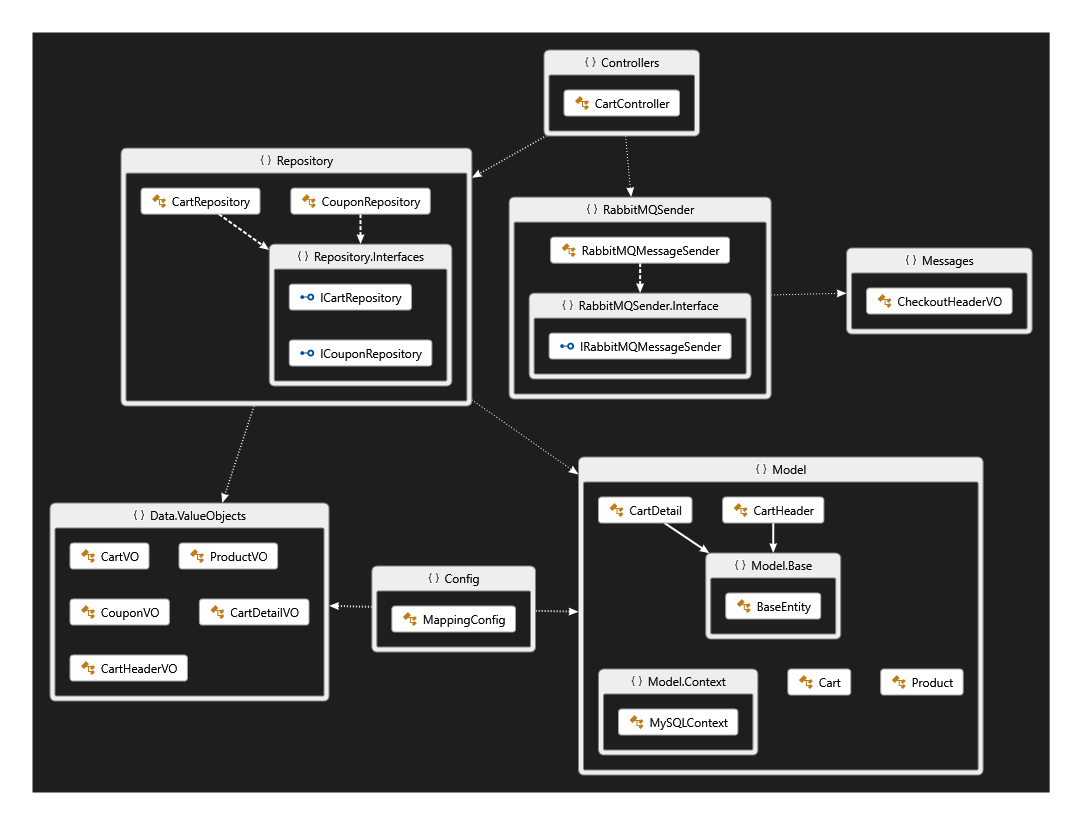 { } Controllers
CartController
{ } Repository
CartRepository
CouponRepository
{ } Repository.Interfaces
ICartRepository
ICouponRepository
{ } RabbitMQSender
RabbitMQMessageSender
{ } RabbitMQSender.Interface
IRabbitMQMessageSender
{ } Messages
CheckoutHeaderVO
{ } Data.ValueObjects
CartVO
ProductVO
CouponVO
CartDetailVO
CartHeaderVO
{ } Config
MappingConfig
{ } Model
CartDetail
CartHeader
{ } Model.Base
BaseEntity
{ } Model.Context
MySQLContext
Cart
Product